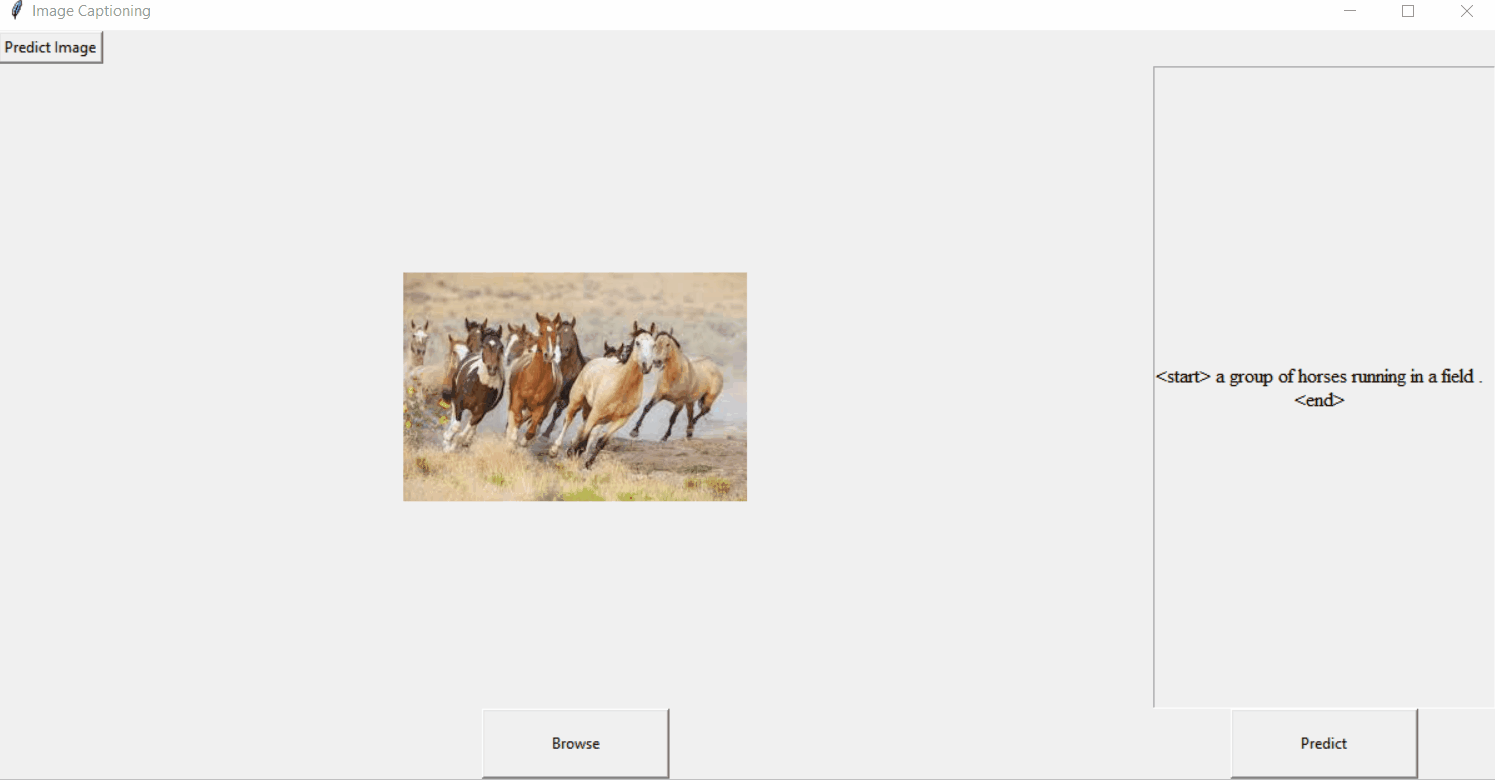 Image Captioning
Predict Image
<start> a group of horses running in a field .
<end>
Browse
Predict